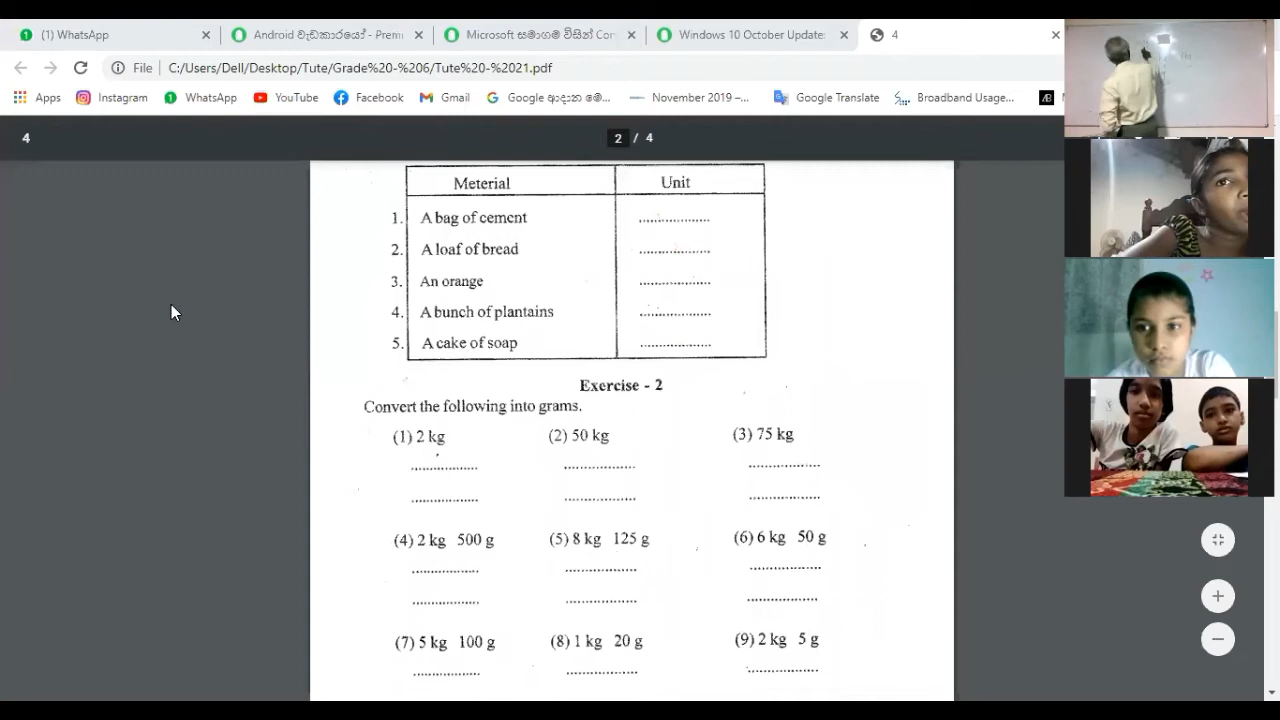 (1) WhatsApp
Android වැඩකාරයෝ - Premi
Microsoft සමාගම විසින් Con
Windows 10 October Update:
4
File C:/Users/Dell/Desktop/Tute/Grade%20-%206/Tute%20-%2021.pdf
Apps Instagram WhatsApp YouTube Facebook Gmail Google ආදාන මෙ... November 2019 –... Google Translate Broadband Usage...
4 2 / 4
Meterial Unit
1. A bag of cement ....................
2. A loaf of bread ....................
3. An orange ....................
4. A bunch of plantains ....................
5. A cake of soap ....................
Exercise - 2
Convert the following into grams.
(1) 2 kg (2) 50 kg (3) 75 kg
(4) 2 kg 500 g (5) 8 kg 125 g (6) 6 kg 50 g
(7) 5 kg 100 g (8) 1 kg 20 g (9) 2 kg 5 g